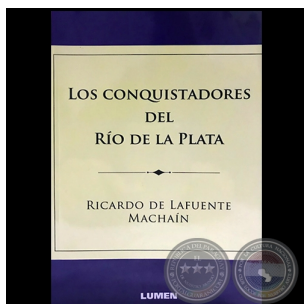 LOS CONQUISTADORES
DEL
RÍO DE LA PLATA
RICARDO DE LAFUENTE
MACHAÍN
LUMEN